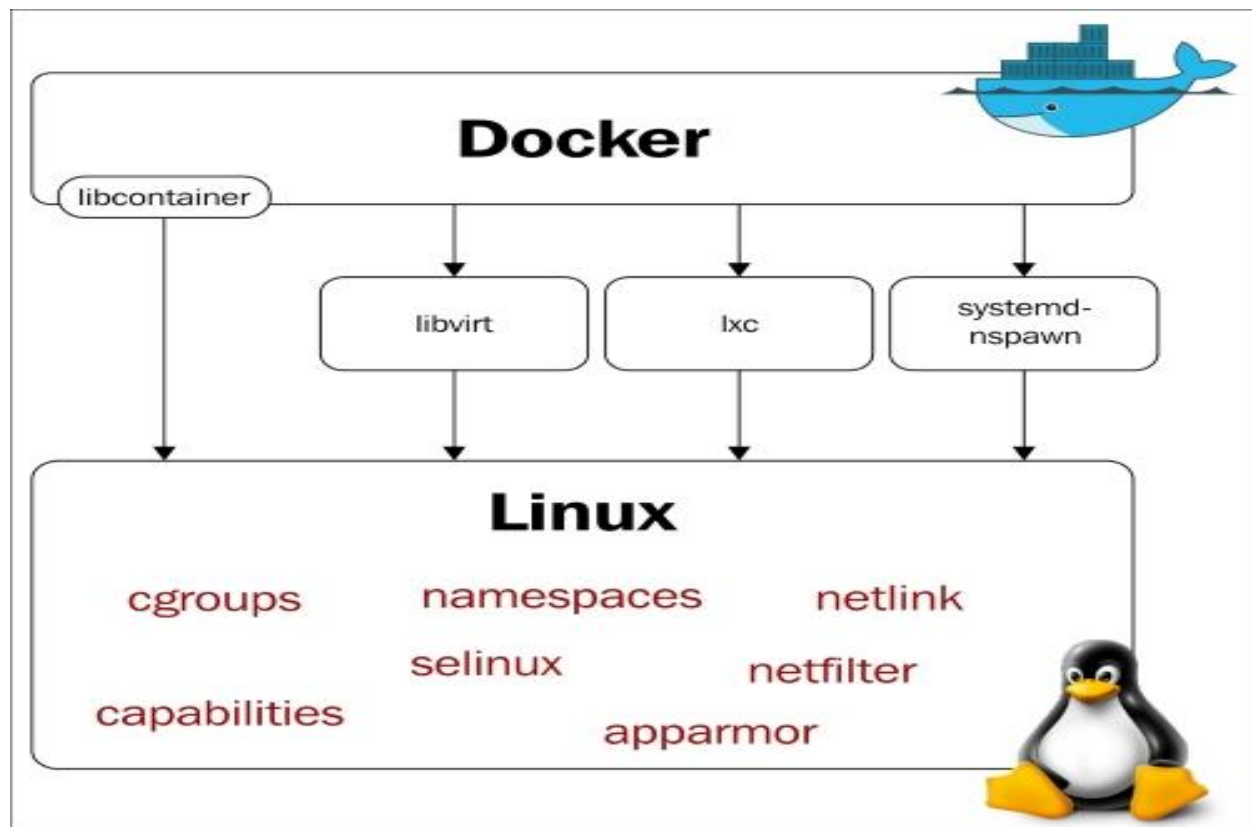 Docker
libcontainer
libvirt
lxc
systemd-
nspawn
Linux
cgroups
namespaces
netlink
selinux
netfilter
capabilities
apparmor